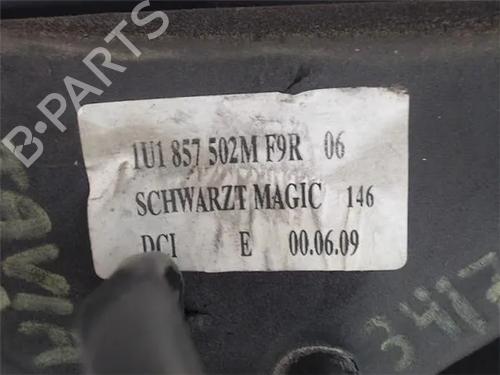 B-PARTS
1U1 857 502M F9R 06
SCHWARZT MAGIC 146
DCI E 00.06.09